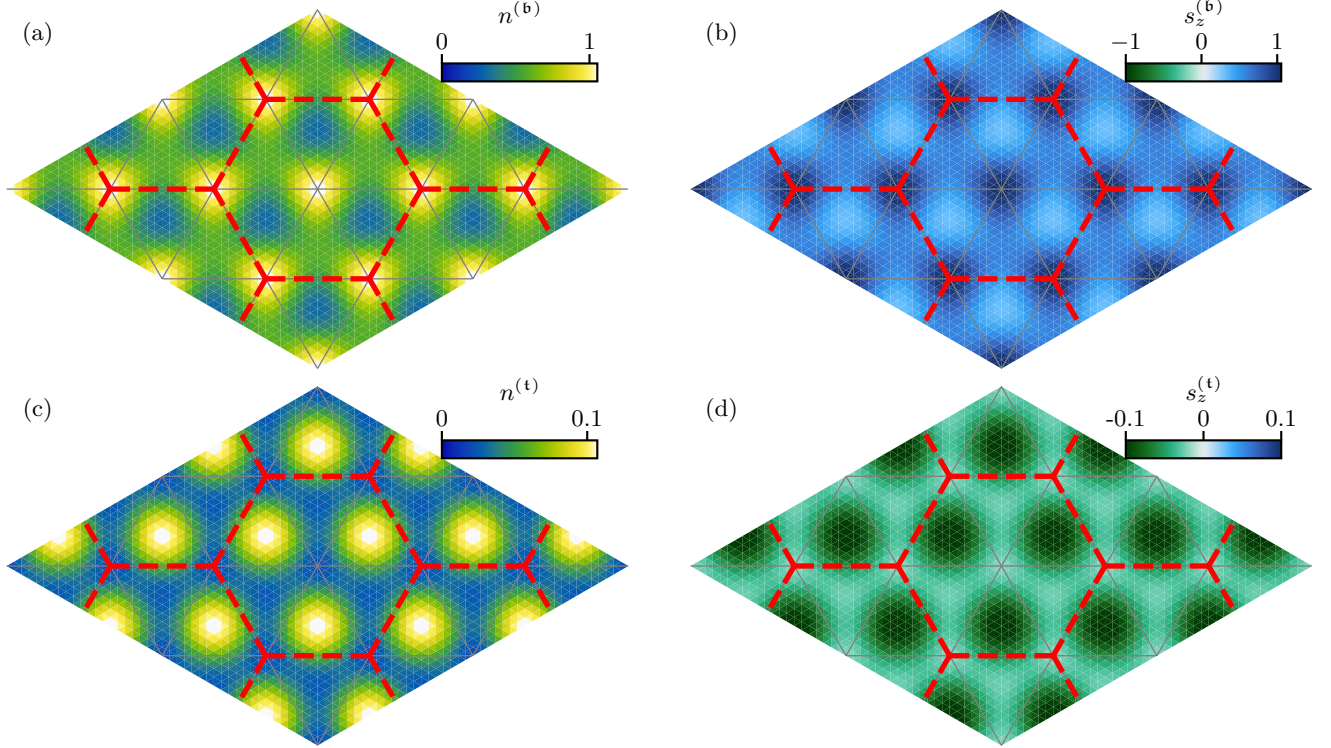 (a)
n^{(𝔟)}
0 1
(b)
s_z^{(𝔟)}
−1 0 1
(c)
n^{(𝔱)}
0 0.1
(d)
s_z^{(𝔱)}
-0.1 0 0.1